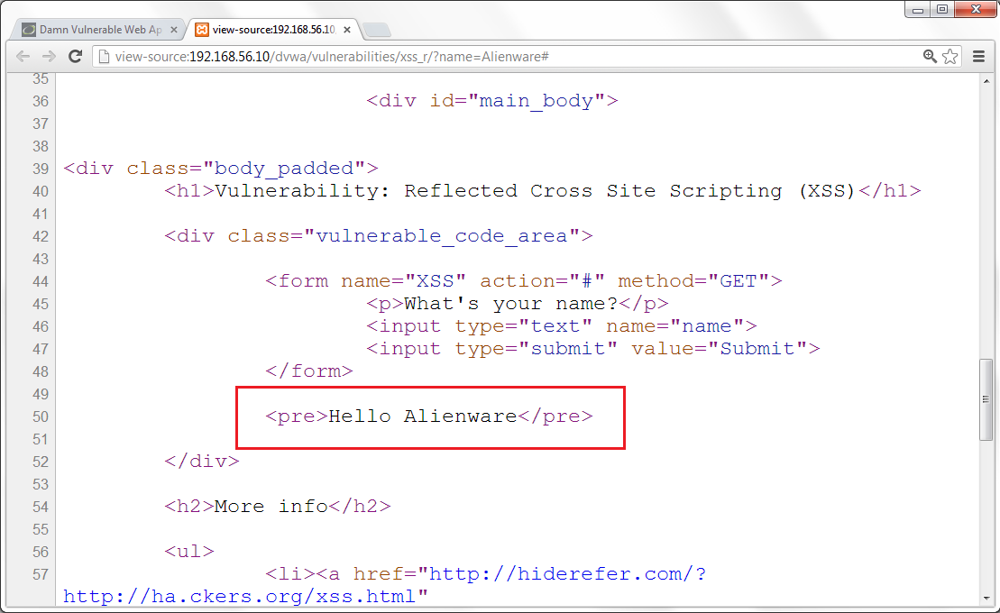 Damn Vulnerable Web Ap
view-source:192.168.56.10
view-source:192.168.56.10/dvwa/vulnerabilities/xss_r/?name=Alienware#
35
36 <div id="main_body">
37
38
39 <div class="body_padded">
40 <h1>Vulnerability: Reflected Cross Site Scripting (XSS)</h1>
41
42 <div class="vulnerable_code_area">
43
44 <form name="XSS" action="#" method="GET">
45 <p>What's your name?</p>
46 <input type="text" name="name">
47 <input type="submit" value="Submit">
48 </form>
49
50 <pre>Hello Alienware</pre>
51
52 </div>
53
54 <h2>More info</h2>
55
56 <ul>
57 <li><a href="http://hiderefer.com/?
http://ha.ckers.org/xss.html"